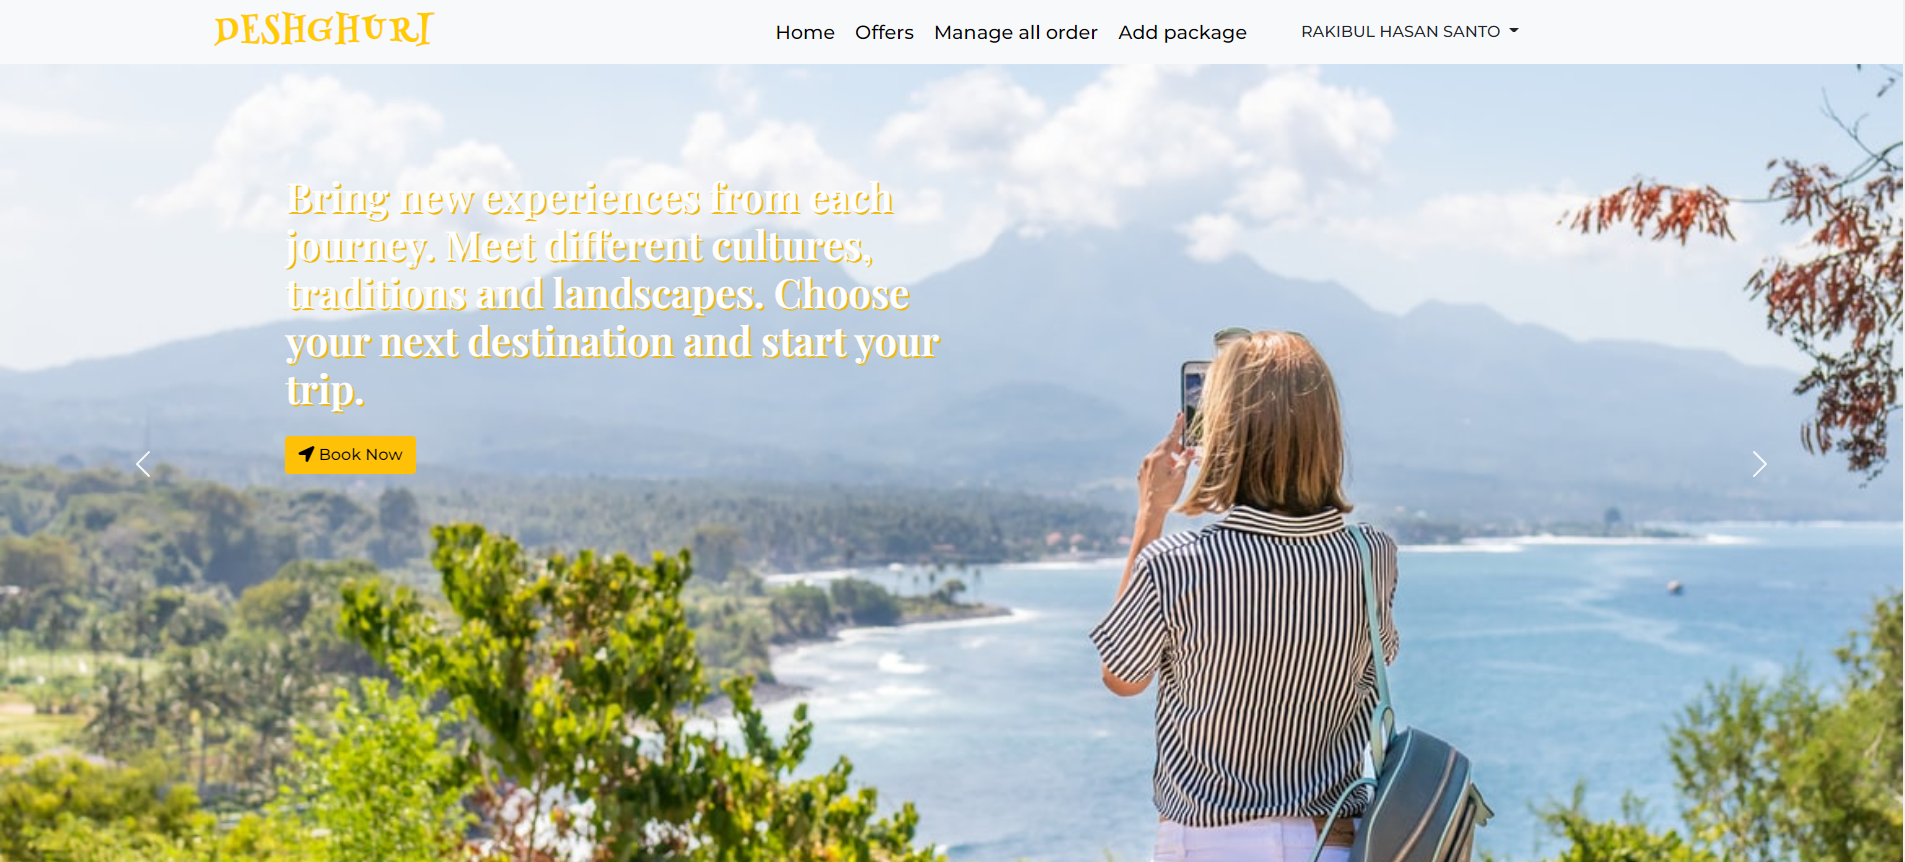 DESHGHURI
Home Offers Manage all order Add package RAKIBUL HASAN SANTO
Bring new experiences from each
journey. Meet different cultures,
traditions and landscapes. Choose
your next destination and start your
trip.
Book Now